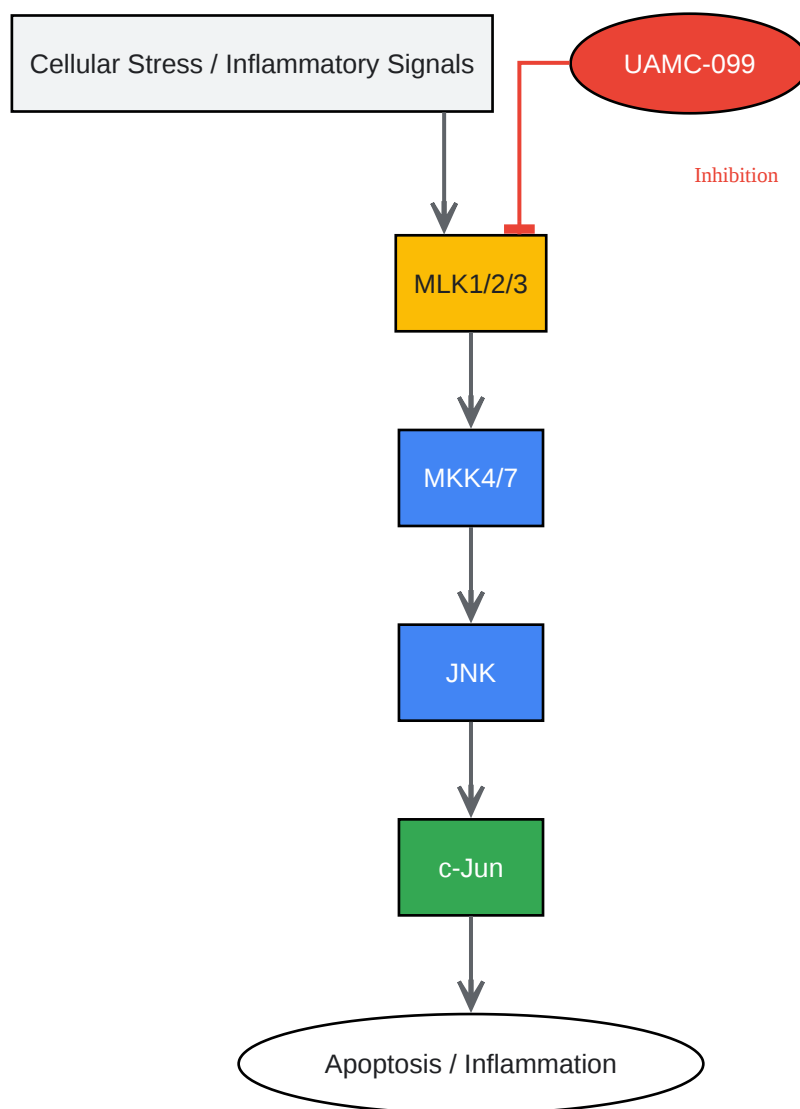 Cellular Stress / Inflammatory Signals
UAMC-099
Inhibition
MLK1/2/3
MKK4/7
JNK
c-Jun
Apoptosis / Inflammation